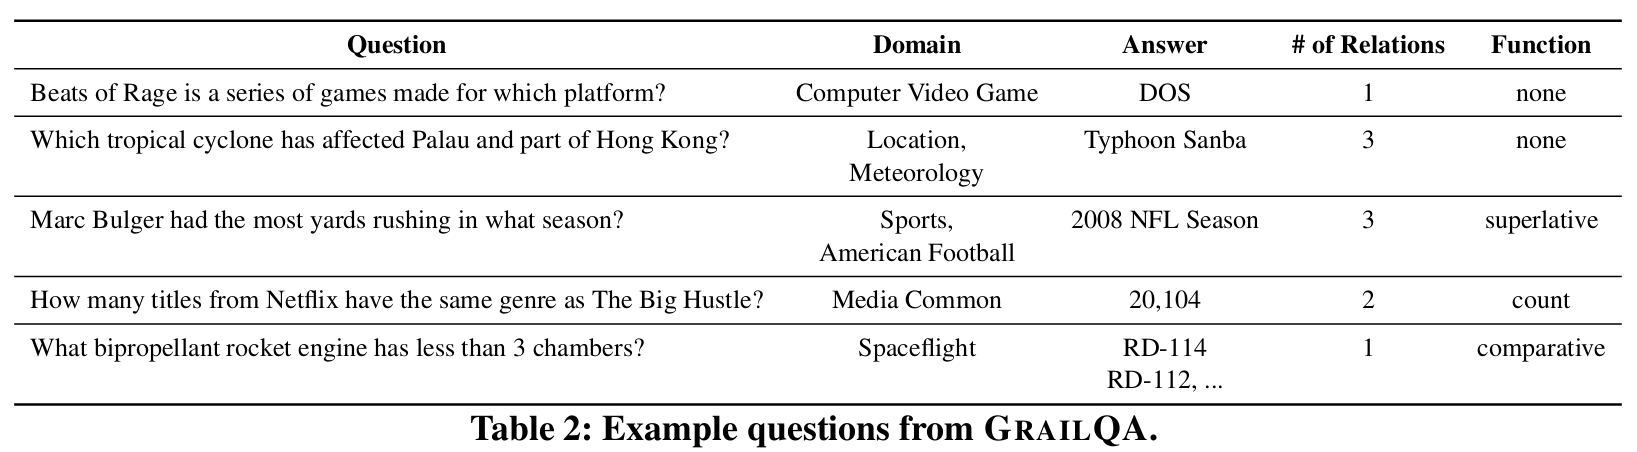 Question Domain Answer # of Relations Function
Beats of Rage is a series of games made for which platform? Computer Video Game DOS 1 none
Which tropical cyclone has affected Palau and part of Hong Kong? Location, Typhoon Sanba 3 none
Meteorology
Marc Bulger had the most yards rushing in what season? Sports, 2008 NFL Season 3 superlative
American Football
How many titles from Netflix have the same genre as The Big Hustle? Media Common 20,104 2 count
What bipropellant rocket engine has less than 3 chambers? Spaceflight RD-114 1 comparative
RD-112, ...
Table 2: Example questions from GRAILQA.